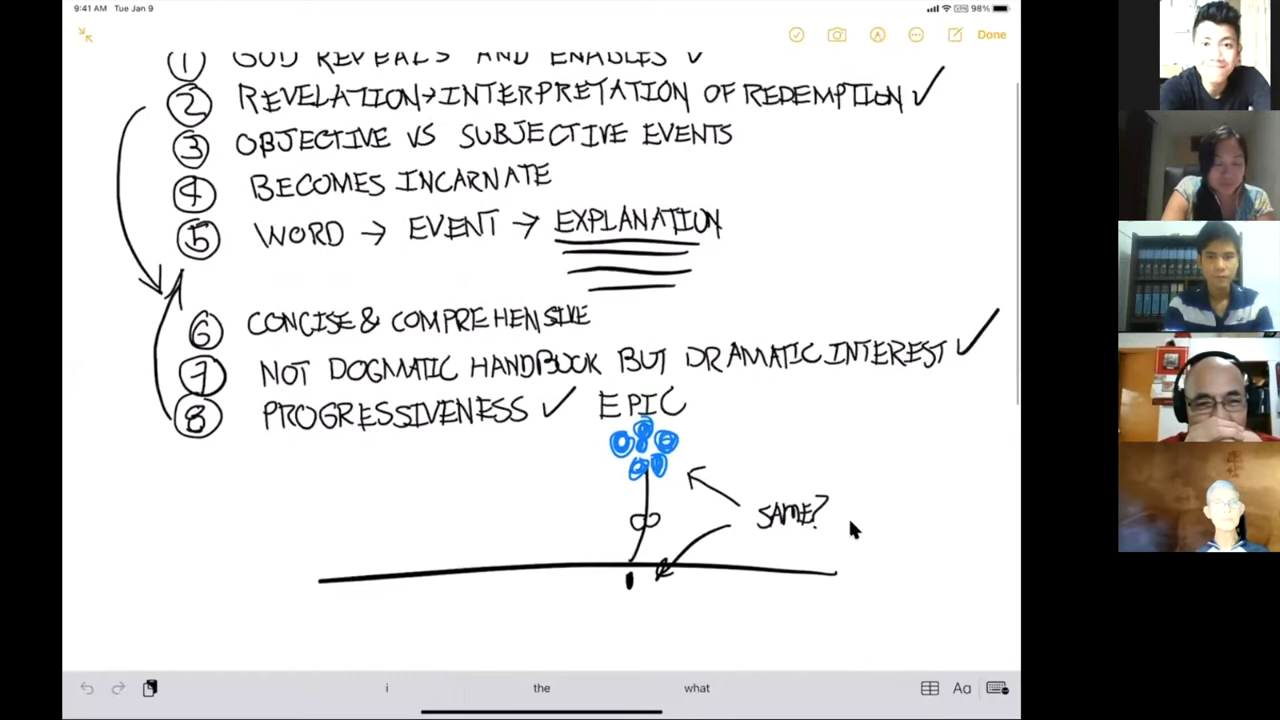 9:41 AM Tue Jan 9
VPN 98%
Done
1 GOD REVEALS AND ENABLES ✓
2 REVELATION→INTERPRETATION OF REDEMPTION ✓
3 OBJECTIVE VS SUBJECTIVE EVENTS
4 BECOMES INCARNATE
5 WORD → EVENT → EXPLANATION
6 CONCISE & COMPREHENSIVE
7 NOT DOGMATIC HANDBOOK BUT DRAMATIC INTEREST ✓
8 PROGRESSIVENESS ✓ EPIC
SAME?
i the what
Aa